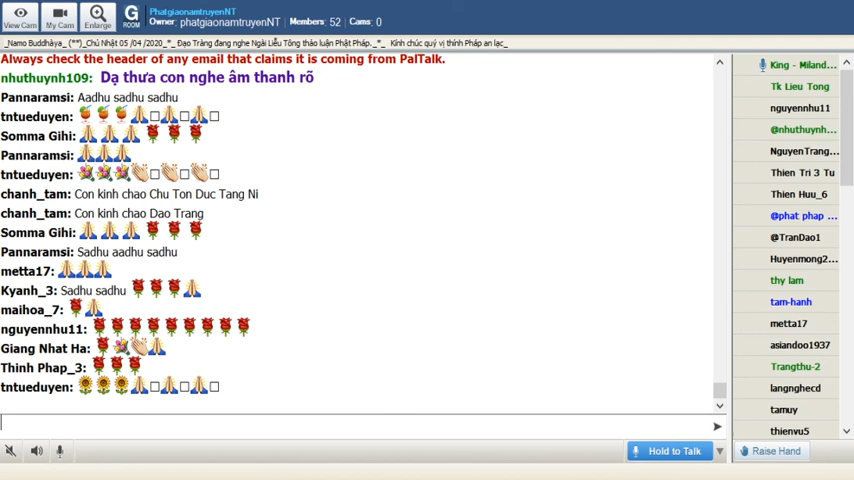 View Cam
My Cam
Enlarge
G
ROOM
PhatgiaonamtruyenNT
Owner: phatgiaonamtruyenNT Members: 52 Cams: 0
_Namo Buddhàya_ (**)_Chủ Nhật 05 /04 /2020_*_ Đạo Tràng đang nghe Ngài Liễu Tông thảo luận Phật Pháp._*_ Kính chúc quý vị thính Pháp an lạc_
Always check the header of any email that claims it is coming from PalTalk.
nhuthuynh109: Dạ thưa con nghe âm thanh rõ
Pannaramsi: Aadhu sadhu sadhu
tntueduyen:
Somma Gihi:
Pannaramsi:
tntueduyen:
chanh_tam: Con kinh chao Chu Ton Duc Tang Ni
chanh_tam: Con kinh chao Dao Trang
Somma Gihi:
Pannaramsi: Sadhu aadhu sadhu
metta17:
Kyanh_3: Sadhu sadhu
maihoa_7:
nguyennhu11:
Giang Nhat Ha:
Thinh Phap_3:
tntueduyen:
Hold to Talk
King - Miland...
Tk Lieu Tong
nguyennhu11
@nhuthuynh...
NguyenTrang...
Thien Tri 3 Tu
Thien Huu_6
@phat phap ...
@TranDao1
Huyenmong2...
thy lam
tam-hanh
metta17
asiandoo1937
Trangthu-2
langnghecd
tamuy
thienvu5
Raise Hand